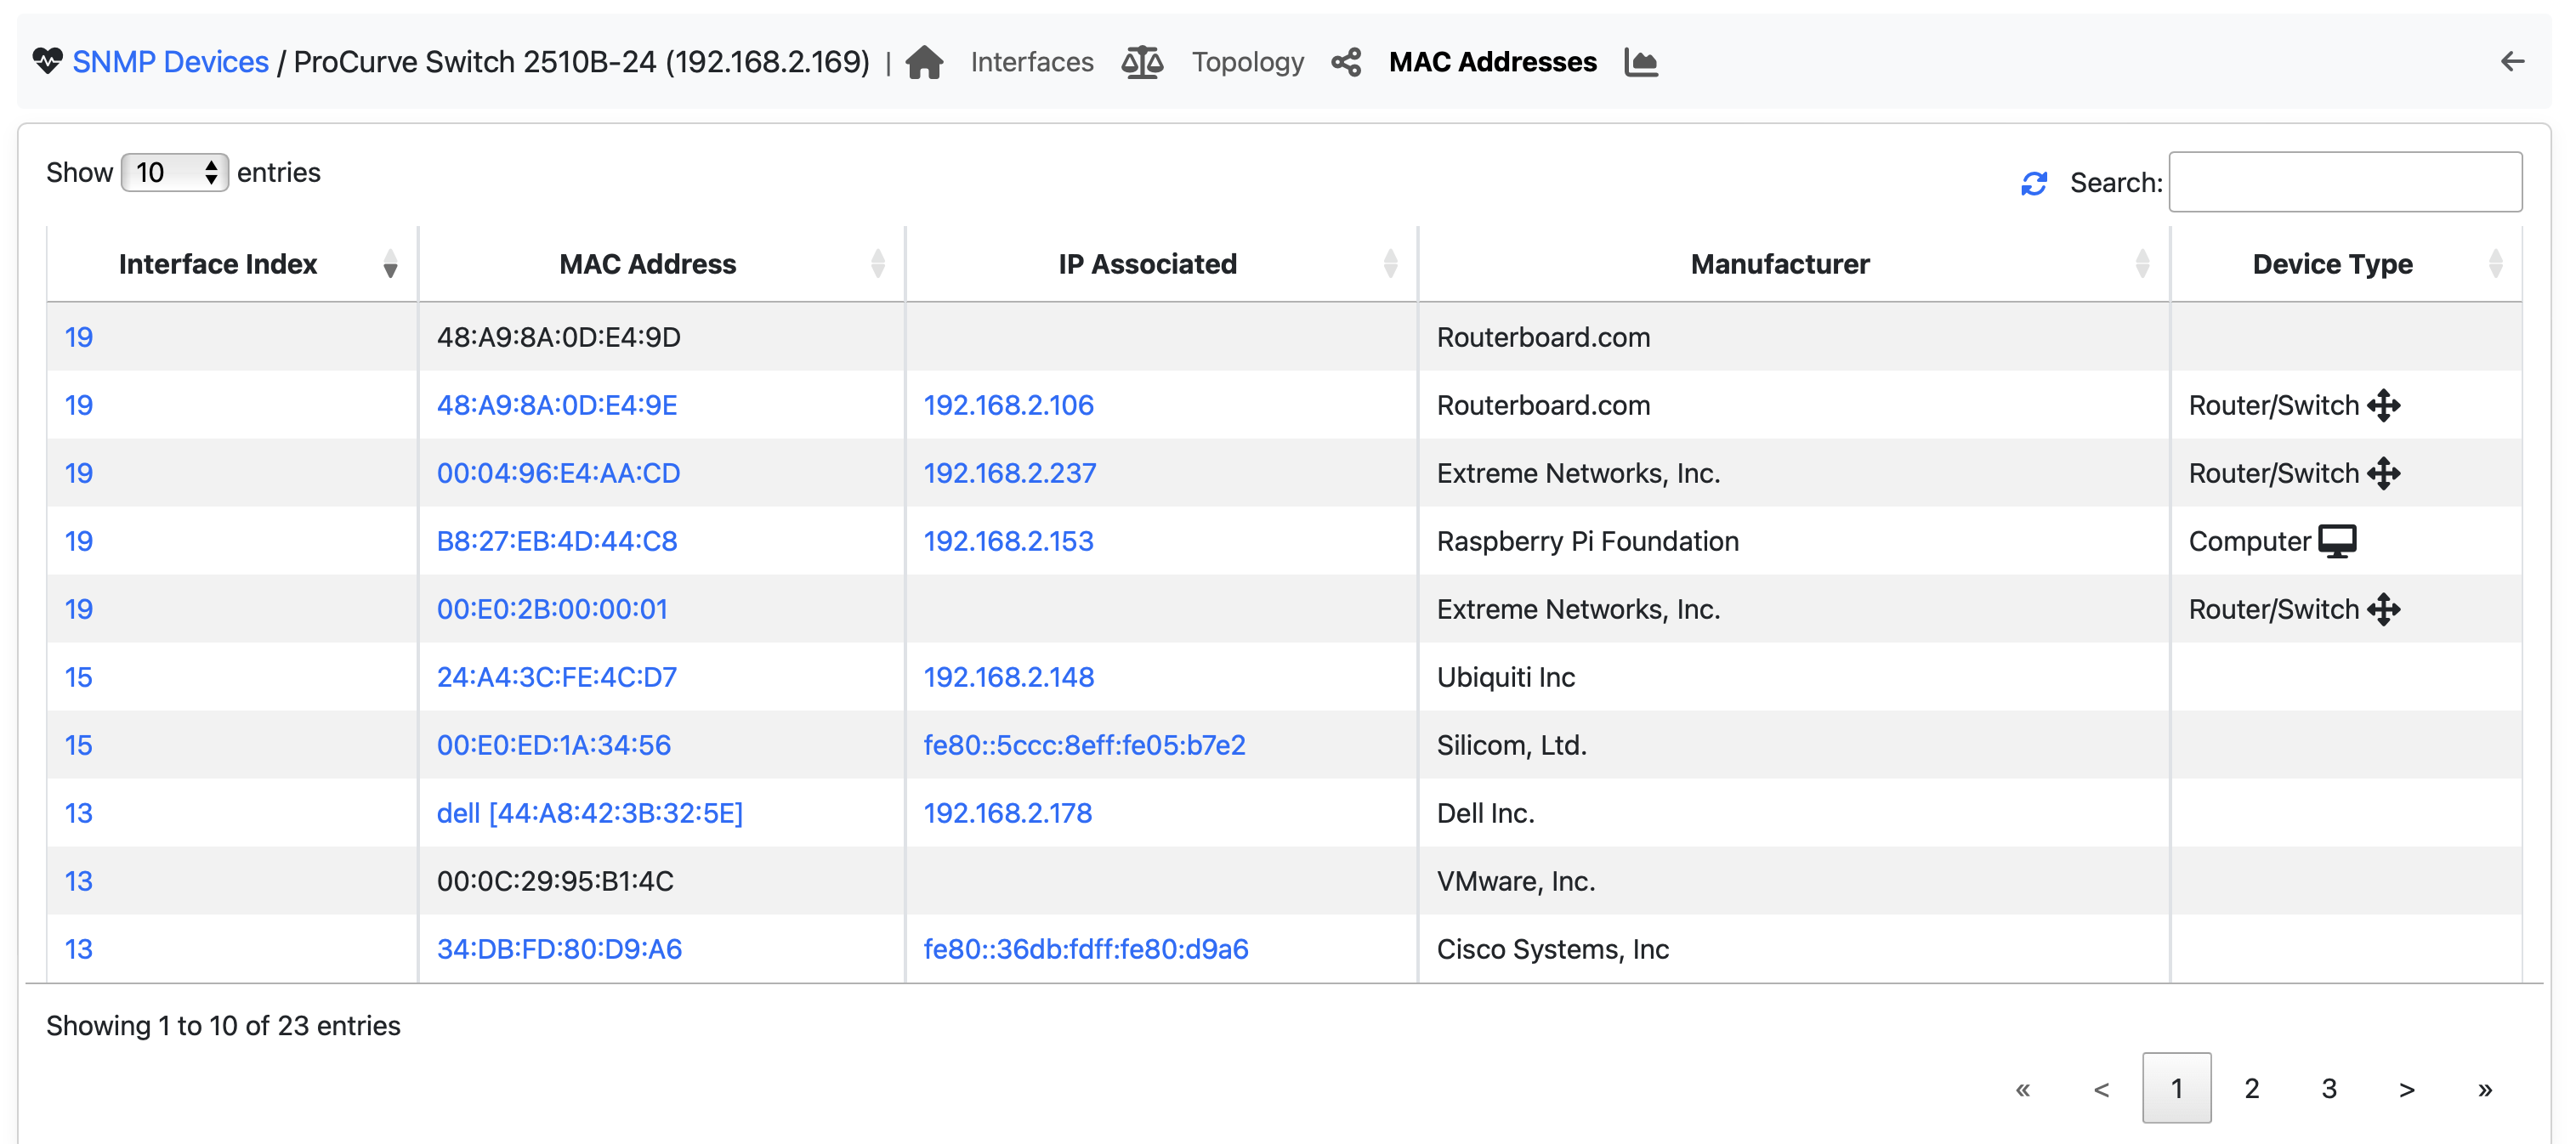 SNMP Devices / ProCurve Switch 2510B-24 (192.168.2.169) | Interfaces Topology MAC Addresses
Show 10 entries Search:
Interface Index MAC Address IP Associated Manufacturer Device Type
19 48:A9:8A:0D:E4:9D Routerboard.com
19 48:A9:8A:0D:E4:9E 192.168.2.106 Routerboard.com Router/Switch
19 00:04:96:E4:AA:CD 192.168.2.237 Extreme Networks, Inc. Router/Switch
19 B8:27:EB:4D:44:C8 192.168.2.153 Raspberry Pi Foundation Computer
19 00:E0:2B:00:00:01 Extreme Networks, Inc. Router/Switch
15 24:A4:3C:FE:4C:D7 192.168.2.148 Ubiquiti Inc
15 00:E0:ED:1A:34:56 fe80::5ccc:8eff:fe05:b7e2 Silicom, Ltd.
13 dell [44:A8:42:3B:32:5E] 192.168.2.178 Dell Inc.
13 00:0C:29:95:B1:4C VMware, Inc.
13 34:DB:FD:80:D9:A6 fe80::36db:fdff:fe80:d9a6 Cisco Systems, Inc
Showing 1 to 10 of 23 entries
« < 1 2 3 > »